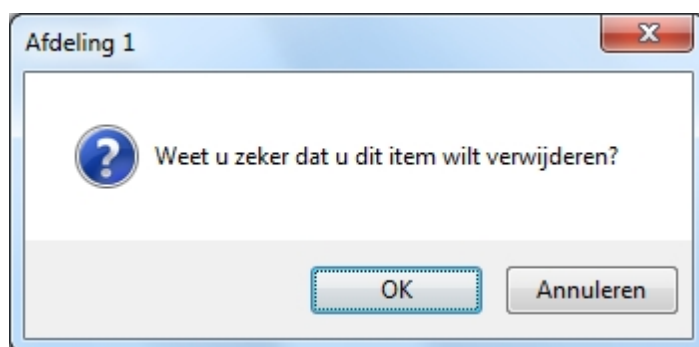 Afdeling 1
Weet u zeker dat u dit item wilt verwijderen?
OK Annuleren